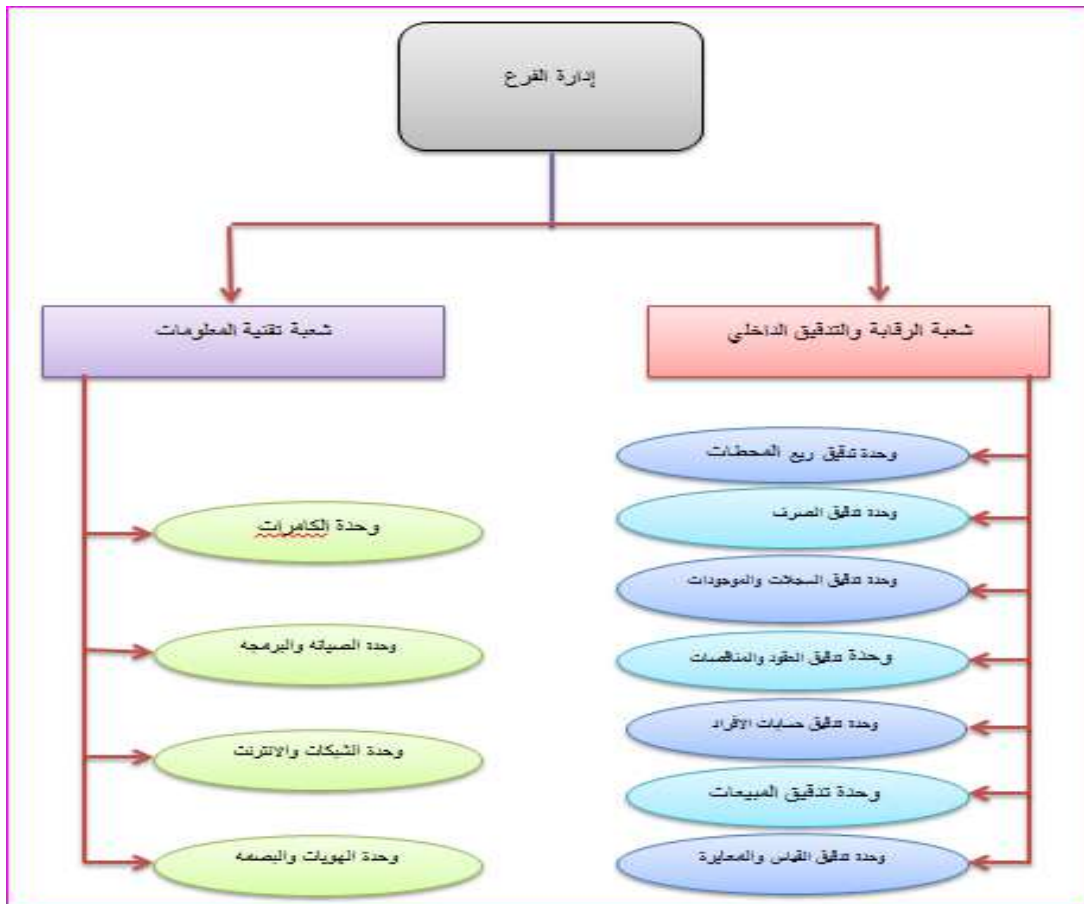 إدارة الفرع
شعبة الرقابة والتدقيق الداخلي
وحدة تدقيق ريع المحطات
وحدة تدقيق الصرف
وحدة تدقيق السجلات والموجودات
وحدة تدقيق العقود والمناقصات
وحدة تدقيق حسابات الافراد
وحدة تدقيق المبيعات
وحدة تدقيق القياس والمعايرة
شعبة تقنية المعلومات
وحدة الكامرات
وحدة الصيانه والبرمجه
وحدة الشبكات والانترنت
وحدة الهويات والبصمه